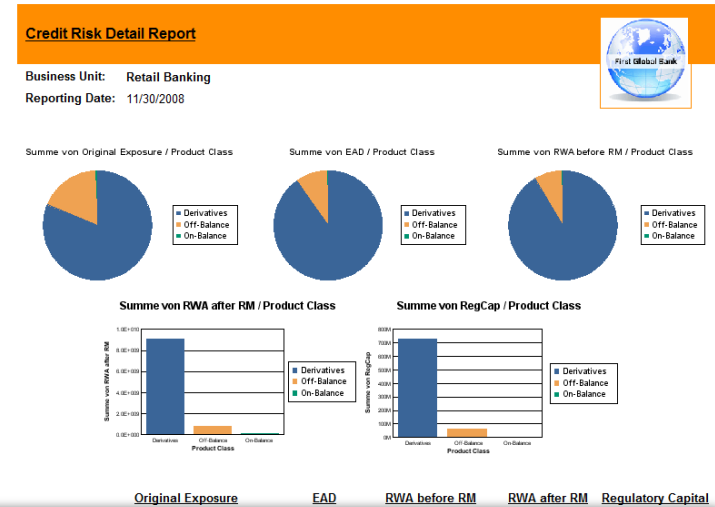 Credit Risk Detail Report
First Global Bank
Business Unit: Retail Banking
Reporting Date: 11/30/2008
Summe von Original Exposure / Product Class
Derivatives
Off-Balance
On-Balance
Summe von EAD / Product Class
Derivatives
Off-Balance
On-Balance
Summe von RWA before RM / Product Class
Derivatives
Off-Balance
On-Balance
Summe von RWA after RM / Product Class
Summe von RWA after RM
1.0E+010
8.0E+009
6.0E+009
4.0E+009
2.0E+009
0.0E+000
Derivatives Off-Balance On-Balance
Product Class
Derivatives
Off-Balance
On-Balance
Summe von RegCap / Product Class
Summe von RegCap
800M
700M
600M
500M
400M
300M
200M
100M
0M
Derivatives Off-Balance On-Balance
Product Class
Derivatives
Off-Balance
On-Balance
Original Exposure EAD RWA before RM RWA after RM Regulatory Capital